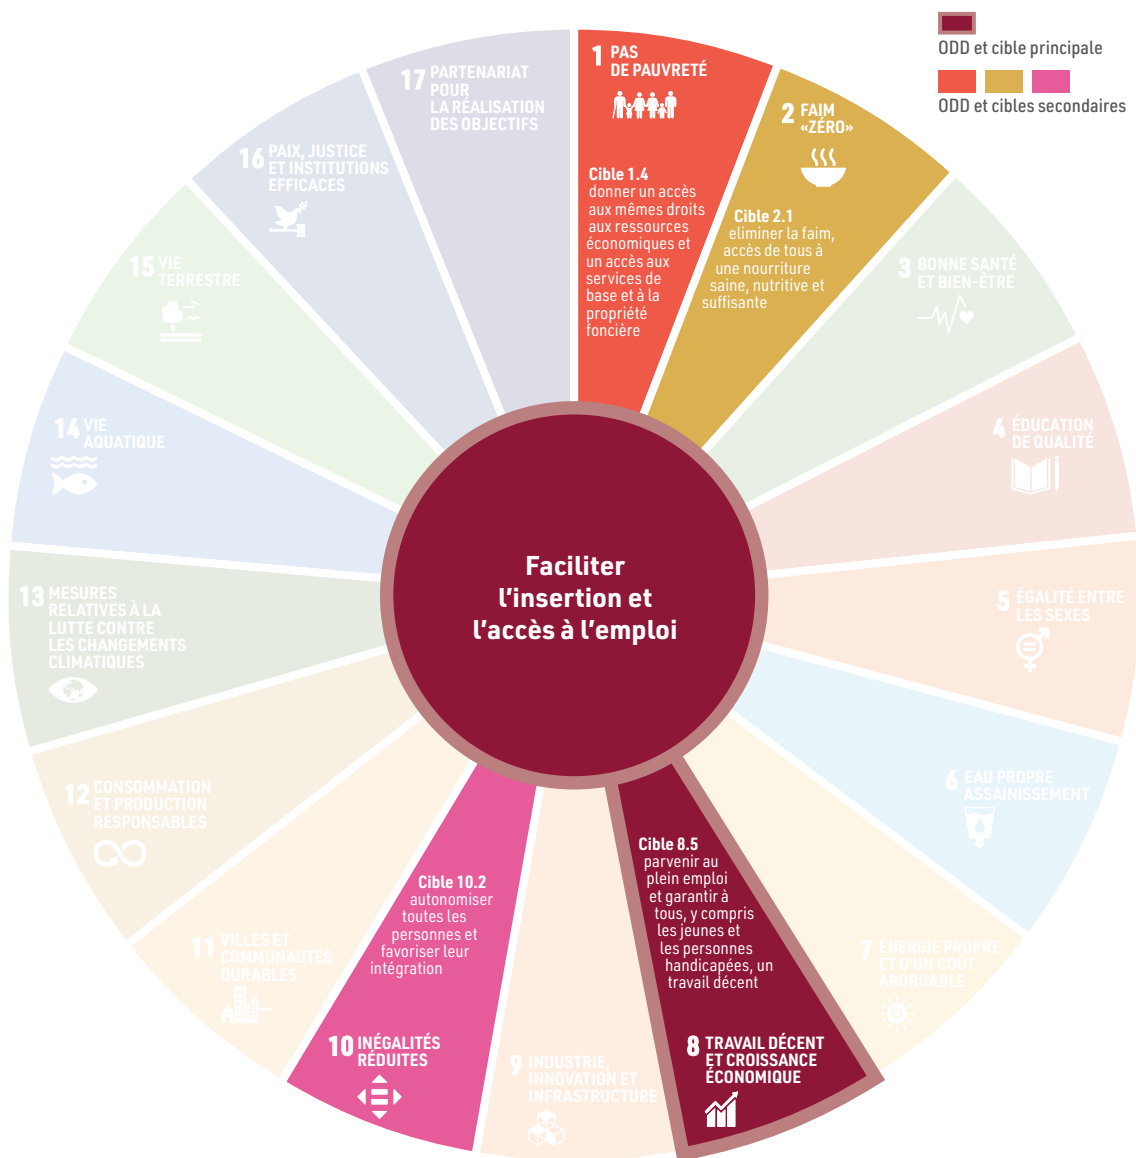 ODD et cible principale
ODD et cibles secondaires
1 PAS
DE PAUVRETÉ
Cible 1.4
donner un accès
aux mêmes droits
aux ressources
économiques et
un accès aux
services de
base et à la
propriété
foncière
2 FAIM
«ZÉRO»
Cible 2.1
eliminer la faim,
accès de tous à
une nourriture
saine, nutritive et
suffisante
3 BONNE SANTÉ
ET BIEN-ÊTRE
4 ÉDUCATION
DE QUALITÉ
5 ÉGALITÉ ENTRE
LES SEXES
6 EAU PROPRE
ASSAINISSEMENT
7 ÉNERGIE PROPRE
ET D'UN COÛT
ABORDABLE
Cible 8.5
parvenir au
plein emploi
et garantir à
tous, y compris
les jeunes et
les personnes
handicapées, un
travail décent
8 TRAVAIL DÉCENT
ET CROISSANCE
ÉCONOMIQUE
9 INDUSTRIE,
INNOVATION ET
INFRASTRUCTURE
Cible 10.2
autonomiser
toutes les
personnes et
favoriser leur
intégration
10 INÉGALITÉS
RÉDUITES
11 VILLES ET
COMMUNAUTÉS
DURABLES
12 CONSOMMATION
ET PRODUCTION
RESPONSABLES
13 MESURES
RELATIVES À LA
LUTTE CONTRE
LES CHANGEMENTS
CLIMATIQUES
14 VIE
AQUATIQUE
15 VIE
TERRESTRE
16 PAIX, JUSTICE
ET INSTITUTIONS
EFFICACES
17 PARTENARIAT
POUR
LA RÉALISATION
DES OBJECTIFS
Faciliter
l'insertion et
l'accès à l'emploi